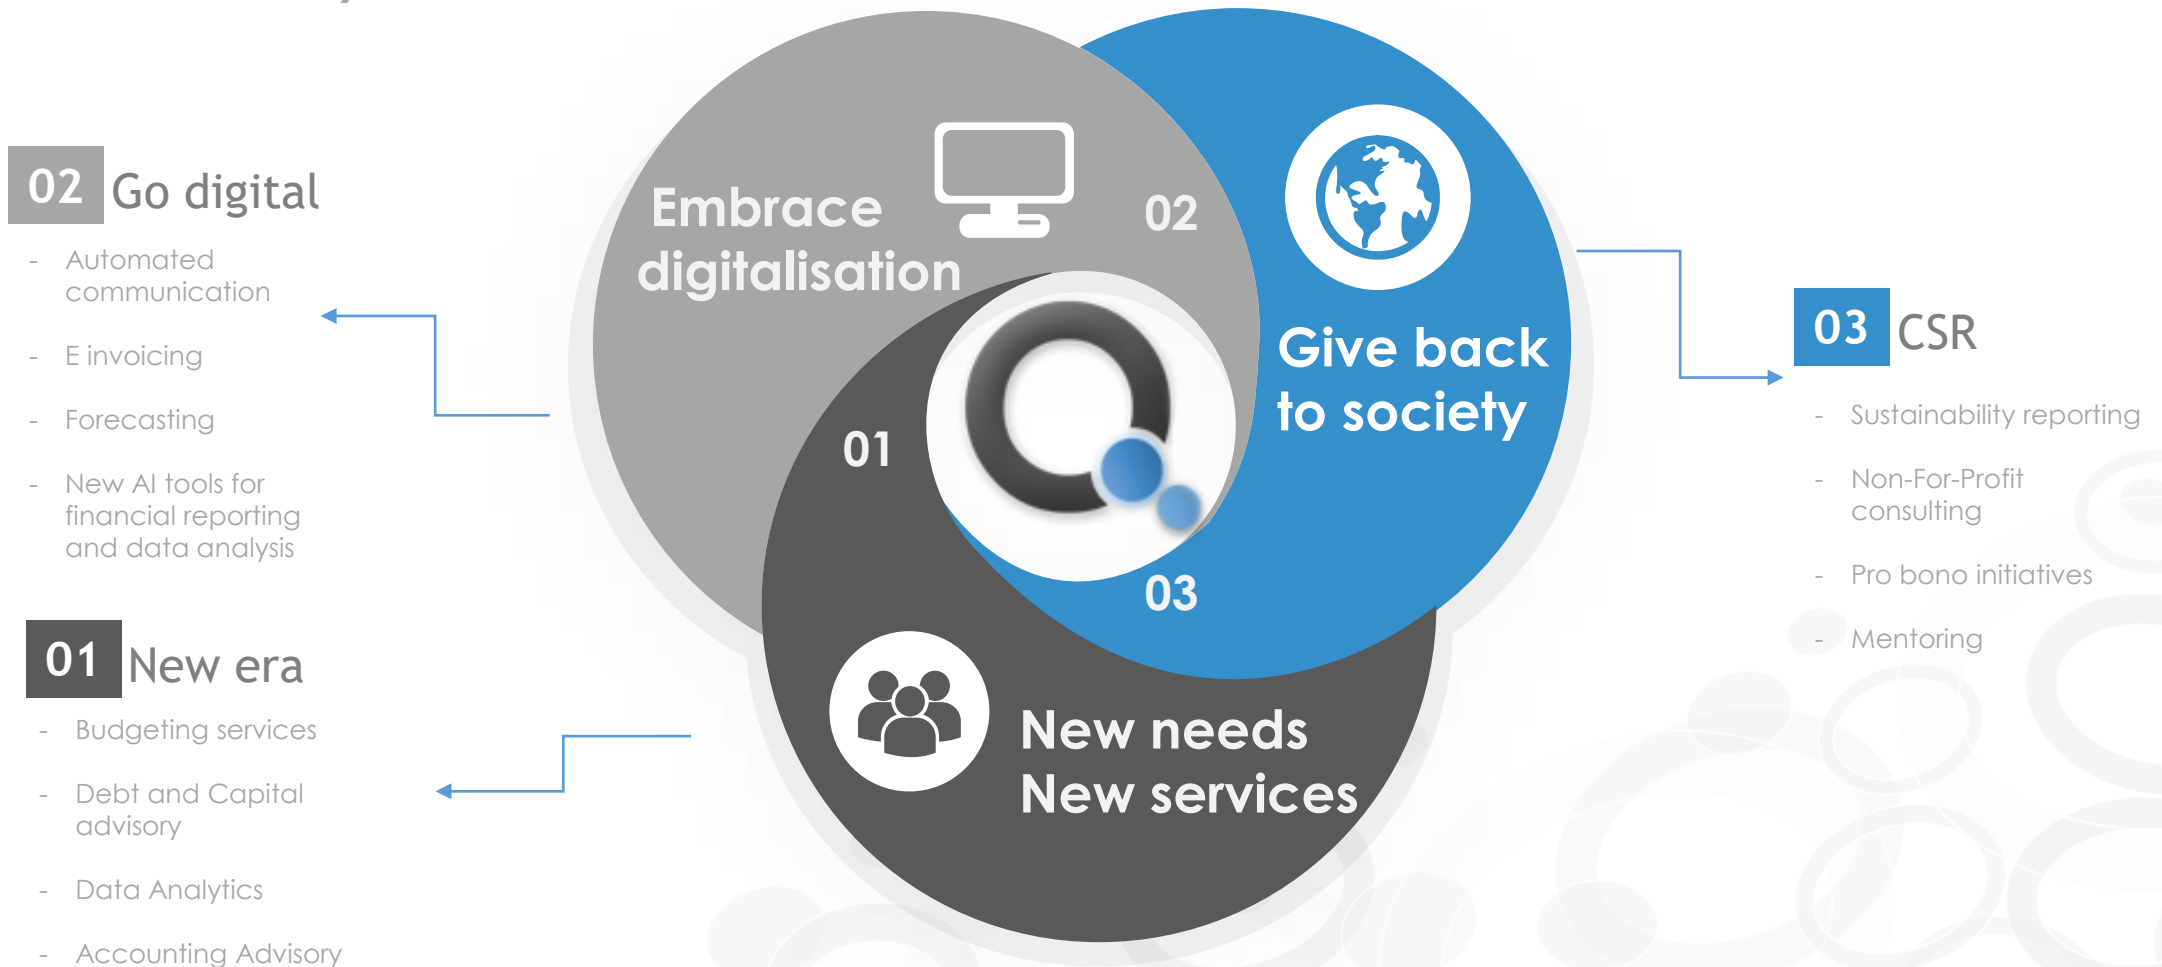 02 Go digital
- Automated
communication
- E invoicing
- Forecasting
- New AI tools for
financial reporting
and data analysis
01 New era
- Budgeting services
- Debt and Capital
advisory
- Data Analytics
- Accounting Advisory
Embrace
digitalisation
02
01
03
Give back
to society
New needs
New services
03 CSR
- Sustainability reporting
- Non-For-Profit
consulting
- Pro bono initiatives
- Mentoring